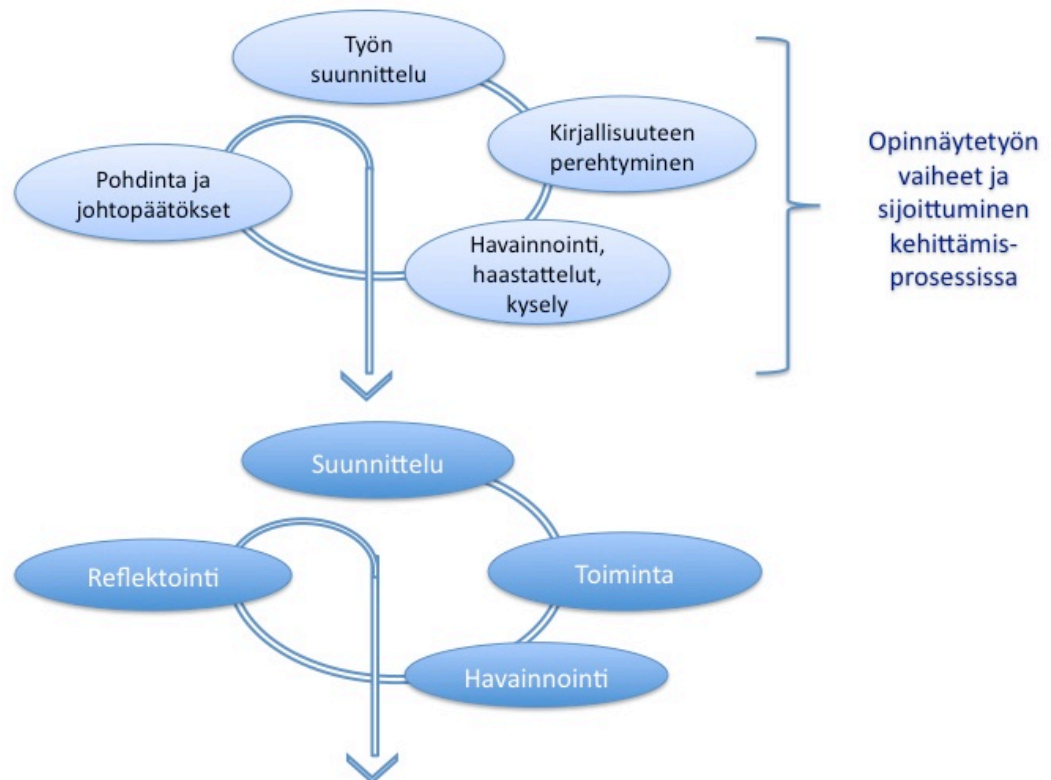 Työn
suunnittelu
Kirjallisuuteen
perehtyminen
Pohdinta ja
johtopäätökset
Havainnointi,
haastattelut,
kysely
Opinnäytetyön
vaiheet ja
sijoittuminen
kehittämis-
prosessissa
Suunnittelu
Reflektointi
Toiminta
Havainnointi